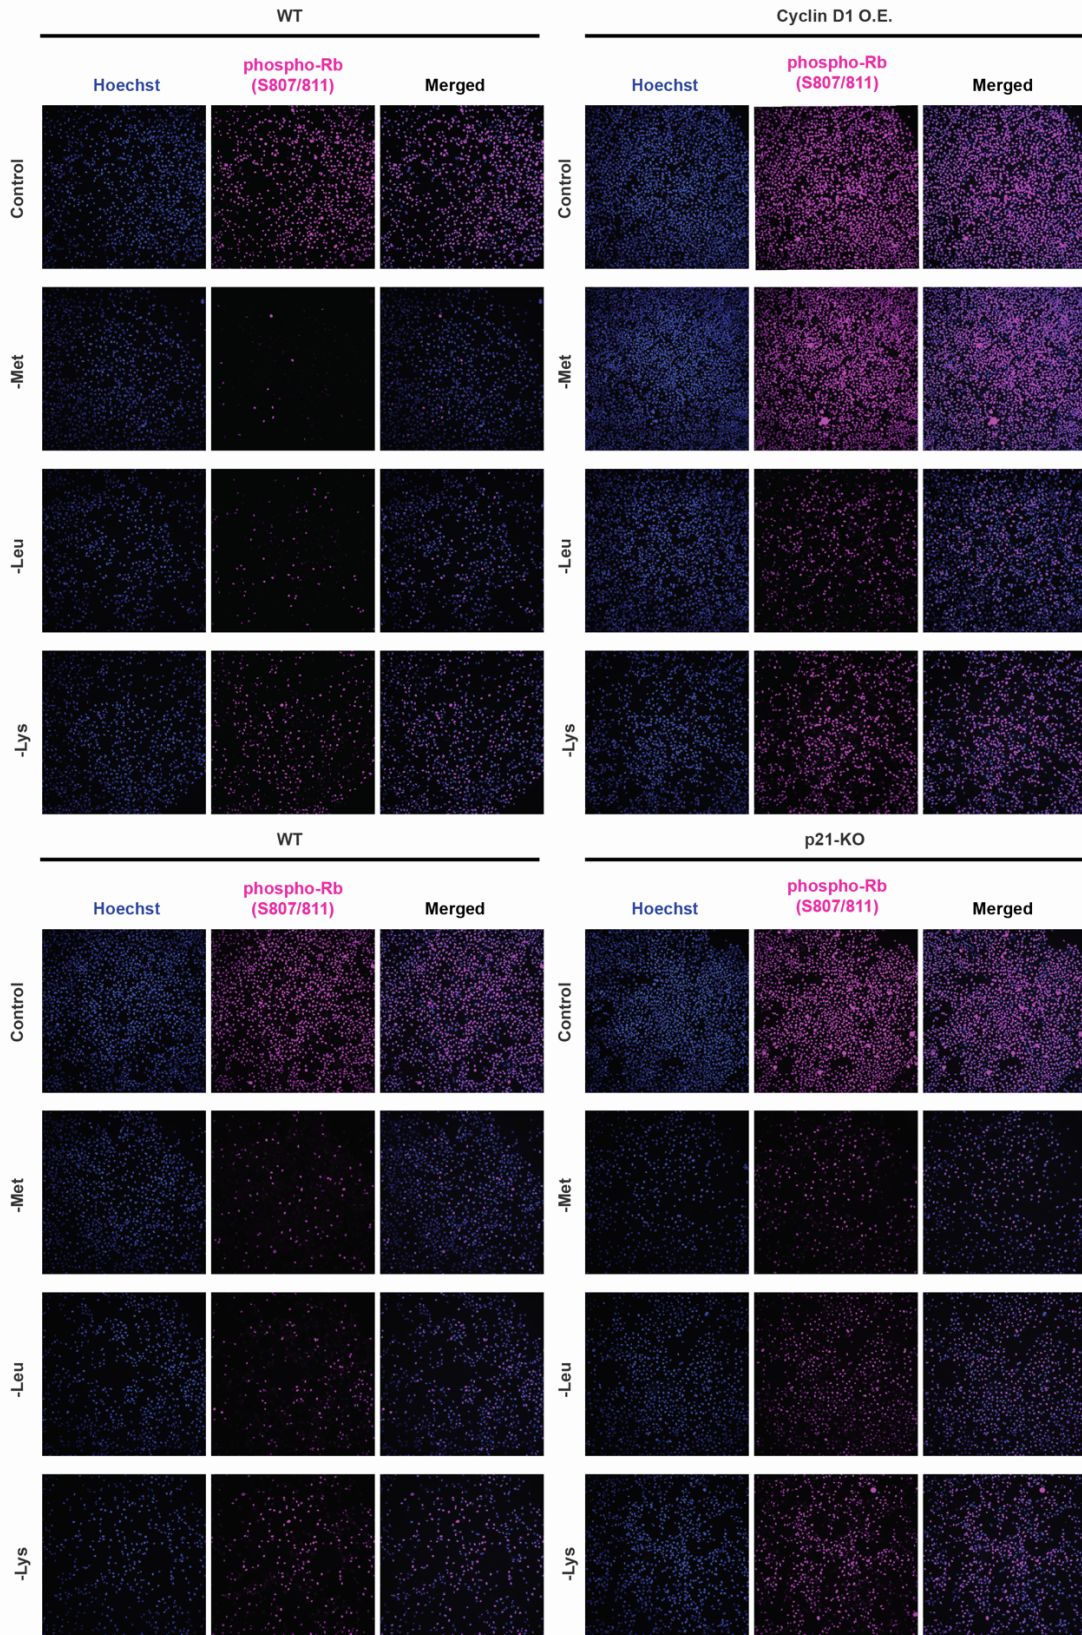 WT
Cyclin D1 O.E.
Hoechst
phospho-Rb
(S807/811)
Merged
Hoechst
phospho-Rb
(S807/811)
Merged
Control
Control
-Met
-Met
-Leu
-Leu
-Lys
-Lys
WT
p21-KO
Hoechst
phospho-Rb
(S807/811)
Merged
Hoechst
phospho-Rb
(S807/811)
Merged
Control
Control
-Met
-Met
-Leu
-Leu
-Lys
-Lys